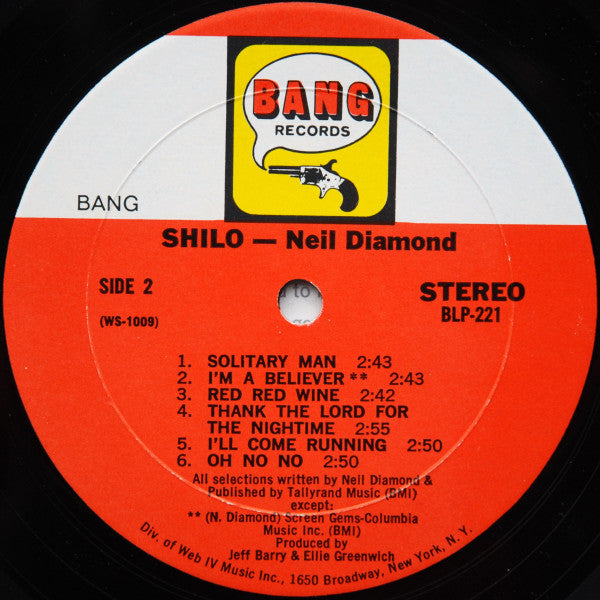 BANG
RECORDS
BANG
SHILO — Neil Diamond
SIDE 2
STEREO
(WS-1009)
BLP-221
1. SOLITARY MAN 2:43
2. I'M A BELIEVER ** 2:43
3. RED RED WINE 2:42
4. THANK THE LORD FOR
THE NIGHTTIME 2:55
5. I'LL COME RUNNING 2:50
6. OH NO NO 2:50
All selections written by Neil Diamond &
Published by Tallyrand Music (BMI)
except:
** (N. Diamond) Screen Gems-Columbia
Music Inc. (BMI)
Produced by
Jeff Barry & Ellie Greenwich
Div. of Web IV Music Inc., 1650 Broadway, New York, N. Y.